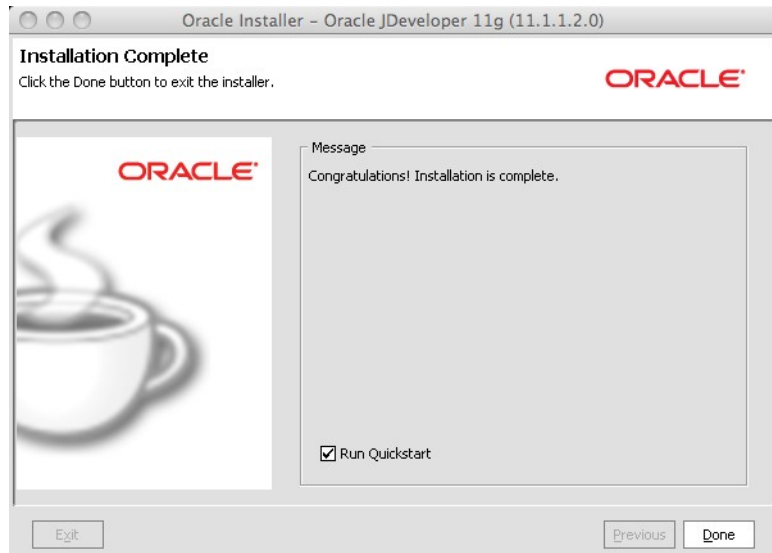 Oracle Installer – Oracle JDeveloper 11g (11.1.1.2.0)
Installation Complete
Click the Done button to exit the installer.
ORACLE
ORACLE
Message
Congratulations! Installation is complete.
Run Quickstart
Exit
Previous
Done